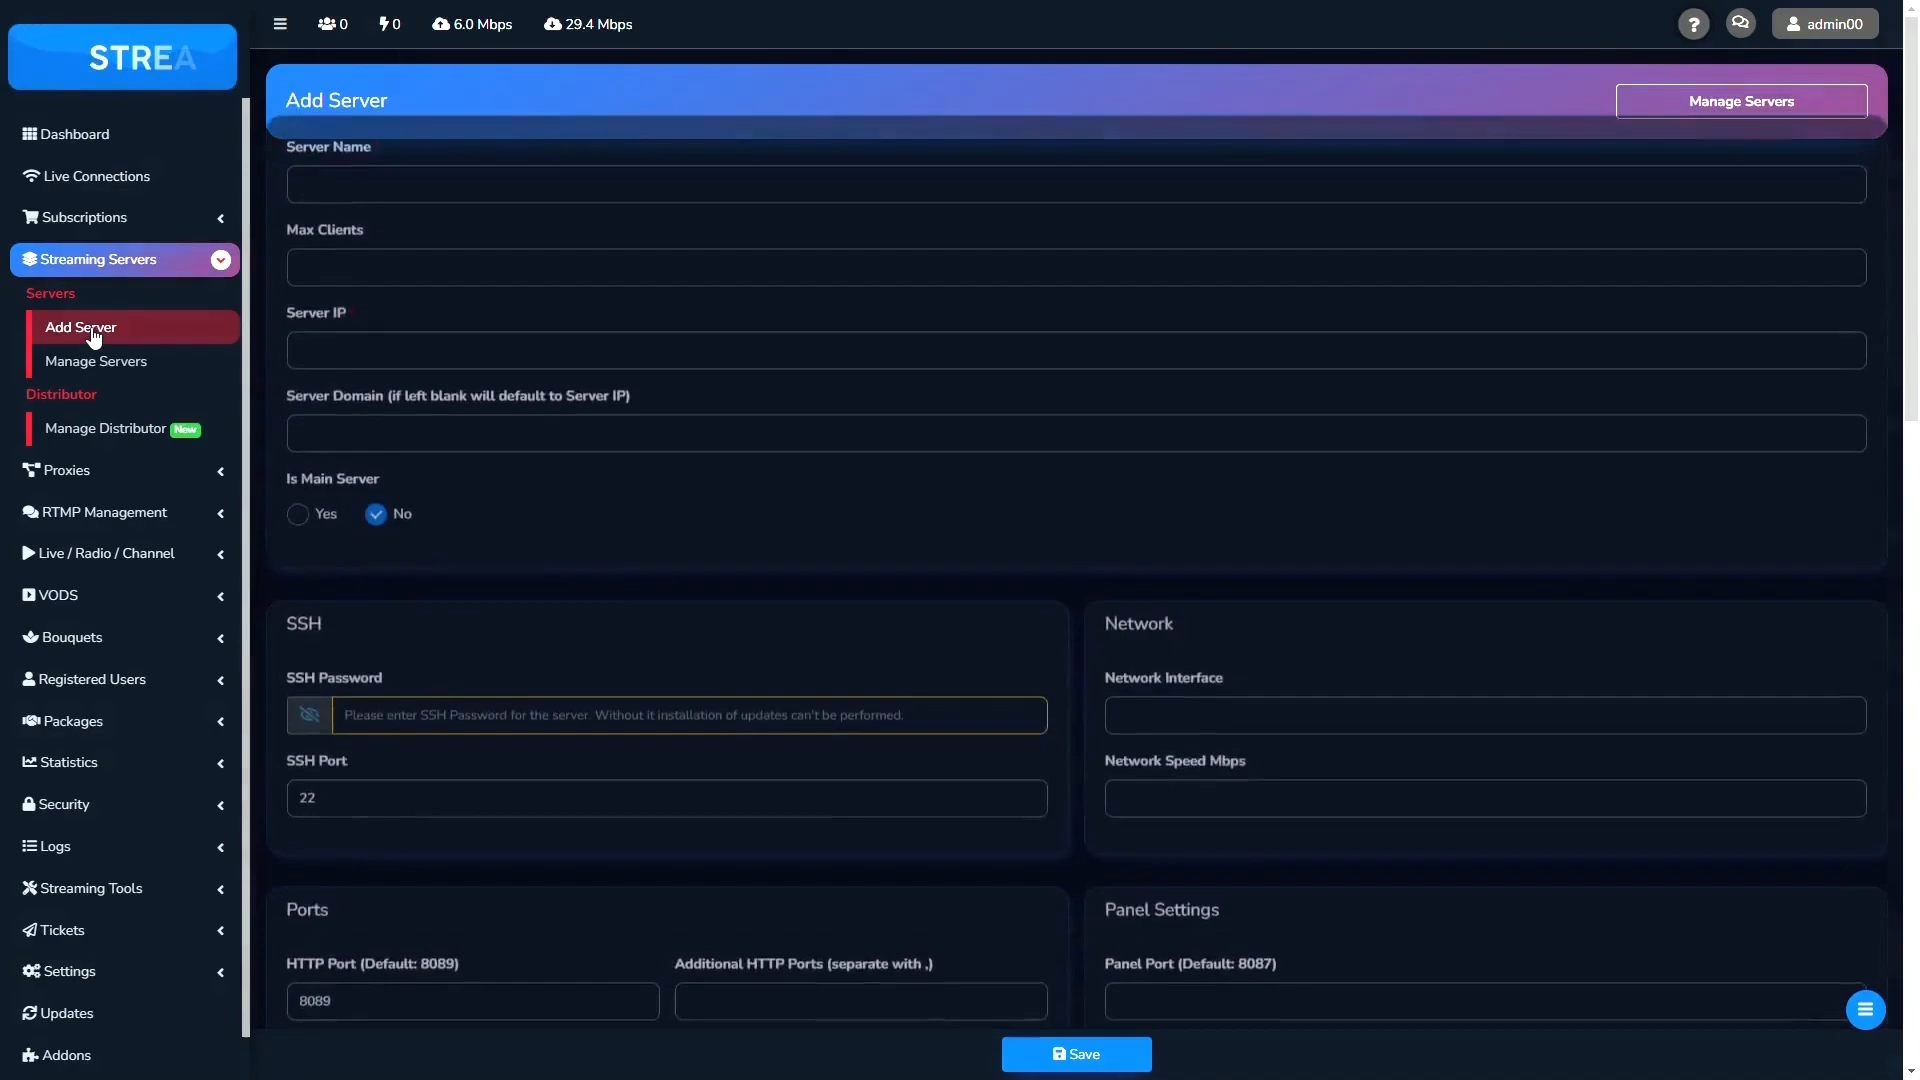 STREA
0
0
6.0 Mbps
29.4 Mbps
?
admin00
Dashboard
Live Connections
Subscriptions
Streaming Servers
Servers
Add Server
Manage Servers
Distributor
Manage Distributor New
Proxies
RTMP Management
Live / Radio / Channel
VODS
Bouquets
Registered Users
Packages
Statistics
Security
Logs
Streaming Tools
Tickets
Settings
Updates
Addons
Add Server
Manage Servers
Server Name
Max Clients
Server IP
Server Domain (if left blank will default to Server IP)
Is Main Server
Yes No
SSH
SSH Password
Please enter SSH Password for the server. Without it installation of updates can't be performed.
SSH Port
22
Network
Network Interface
Network Speed Mbps
Ports
HTTP Port (Default: 8089)
8089
Additional HTTP Ports (separate with ,)
Panel Settings
Panel Port (Default: 8087)
Save